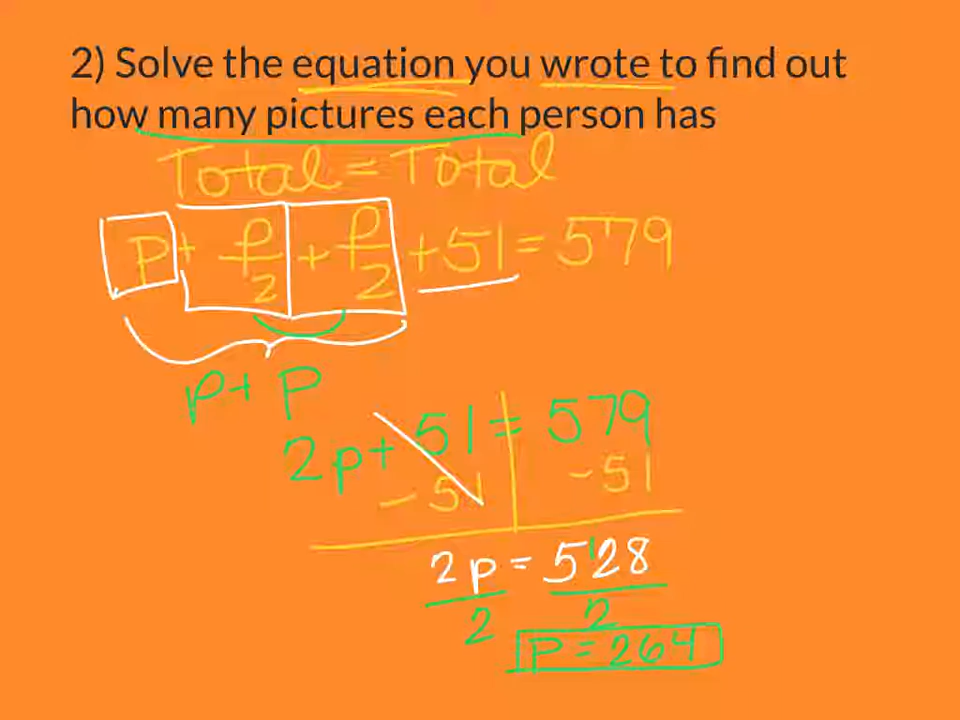 2) Solve the equation you wrote to find out
how many pictures each person has
Total = Total
P + p/2 + p/2 + 51 = 579
p + P
2p + 51 = 579
- 51 - 51
2p = 528
2 2
P = 264